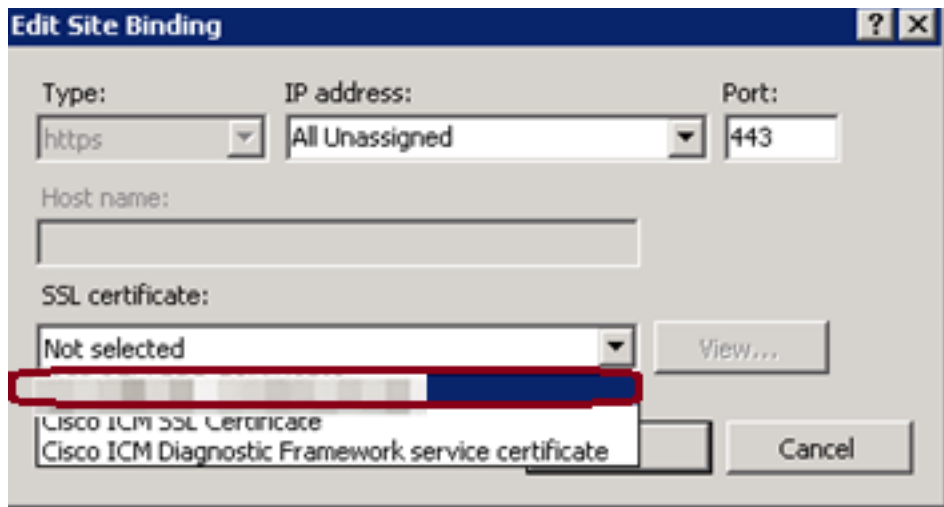 Edit Site Binding
Type: IP address: Port:
https All Unassigned 443
Host name:
SSL certificate:
Not selected View...
Cisco ICM SSL Certificate
Cisco ICM Diagnostic Framework service certificate
Cancel